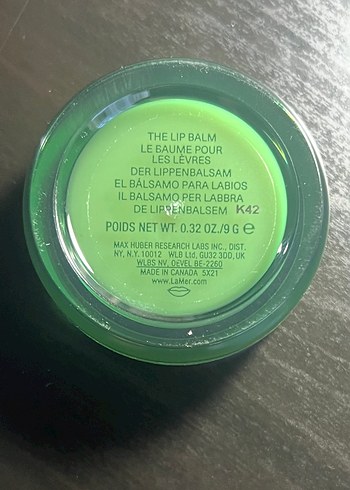 THE LIP BALM
LE BAUME POUR
LES LÈVRES
DER LIPPENBALSAM
EL BÁLSAMO PARA LABIOS
IL BALSAMO PER LABBRA
DE LIPPENBALSEM K42
POIDS NET WT. 0.32 OZ./9 G ℮
MAX HUBER RESEARCH LABS INC., DIST.
NY, N.Y. 10012 WLB Ltd, GU32 3DD, UK
WLBS NV, OEVEL BE-2260
MADE IN CANADA 5X21
www.LaMer.com